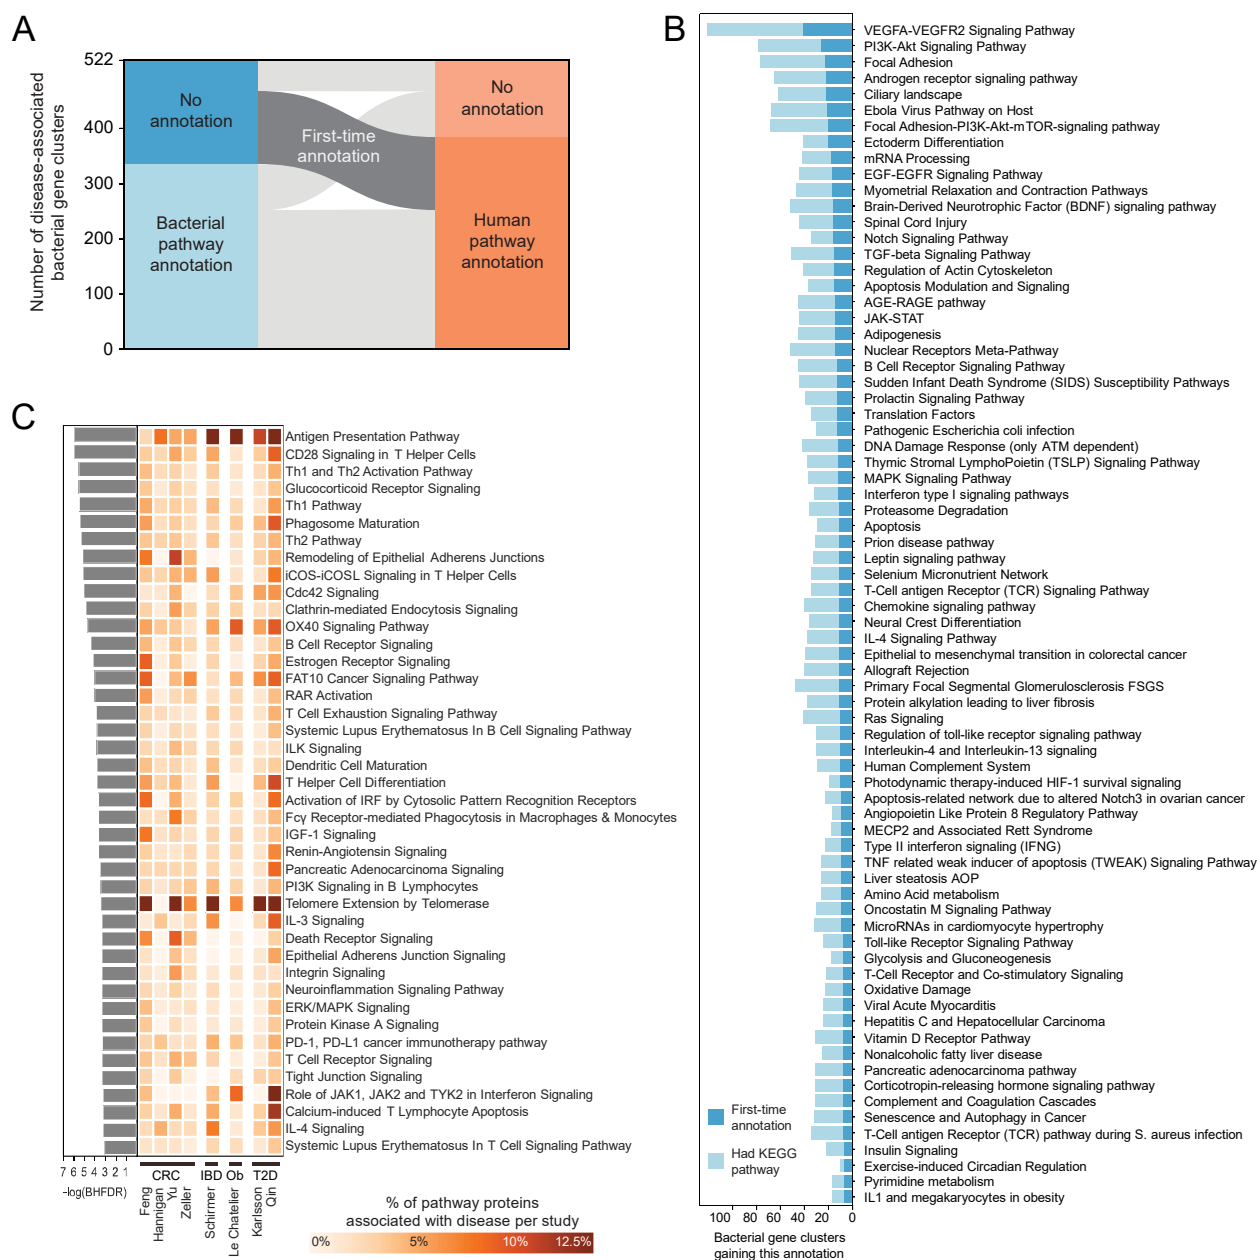 A
522
400
300
200
100
0
Number of disease-associated
bacterial gene clusters
No
annotation
Bacterial
pathway
annotation
First-time
annotation
No
annotation
Human
pathway
annotation
B
VEGFA-VEGFR2 Signaling Pathway
PI3K-Akt Signaling Pathway
Focal Adhesion
Androgen receptor signaling pathway
Ciliary landscape
Ebola Virus Pathway on Host
Focal Adhesion-PI3K-Akt-mTOR-signaling pathway
Ectoderm Differentiation
mRNA Processing
EGF-EGFR Signaling Pathway
Myometrial Relaxation and Contraction Pathways
Brain-Derived Neurotrophic Factor (BDNF) signaling pathway
Spinal Cord Injury
Notch Signaling Pathway
TGF-beta Signaling Pathway
Regulation of Actin Cytoskeleton
Apoptosis Modulation and Signaling
AGE-RAGE pathway
JAK-STAT
Adipogenesis
Nuclear Receptors Meta-Pathway
B Cell Receptor Signaling Pathway
Sudden Infant Death Syndrome (SIDS) Susceptibility Pathways
Prolactin Signaling Pathway
Translation Factors
Pathogenic Escherichia coli infection
DNA Damage Response (only ATM dependent)
Thymic Stromal LymphoPoietin (TSLP) Signaling Pathway
MAPK Signaling Pathway
Interferon type I signaling pathways
Proteasome Degradation
Apoptosis
Prion disease pathway
Leptin signaling pathway
Selenium Micronutrient Network
T-Cell antigen Receptor (TCR) Signaling Pathway
Chemokine signaling pathway
Neural Crest Differentiation
IL-4 Signaling Pathway
Epithelial to mesenchymal transition in colorectal cancer
Allograft Rejection
Primary Focal Segmental Glomerulosclerosis FSGS
Protein alkylation leading to liver fibrosis
Ras Signaling
Regulation of toll-like receptor signaling pathway
Interleukin-4 and Interleukin-13 signaling
Human Complement System
Photodynamic therapy-induced HIF-1 survival signaling
Apoptosis-related network due to altered Notch3 in ovarian cancer
Angiopoietin Like Protein 8 Regulatory Pathway
MECP2 and Associated Rett Syndrome
Type II interferon signaling (IFNG)
TNF related weak inducer of apoptosis (TWEAK) Signaling Pathway
Liver steatosis AOP
Amino Acid metabolism
Oncostatin M Signaling Pathway
MicroRNAs in cardiomyocyte hypertrophy
Toll-like Receptor Signaling Pathway
Glycolysis and Gluconeogenesis
T-Cell Receptor and Co-stimulatory Signaling
Oxidative Damage
Viral Acute Myocarditis
Hepatitis C and Hepatocellular Carcinoma
Vitamin D Receptor Pathway
Nonalcoholic fatty liver disease
Pancreatic adenocarcinoma pathway
Corticotropin-releasing hormone signaling pathway
Complement and Coagulation Cascades
Senescence and Autophagy in Cancer
T-Cell antigen Receptor (TCR) pathway during S. aureus infection
Insulin Signaling
Exercise-induced Circadian Regulation
Pyrimidine metabolism
IL1 and megakaryocytes in obesity
First-time
annotation
Had KEGG
pathway
100 80 60 40 20 0
Bacterial gene clusters
gaining this annotation
C
Antigen Presentation Pathway
CD28 Signaling in T Helper Cells
Th1 and Th2 Activation Pathway
Glucocorticoid Receptor Signaling
Th1 Pathway
Phagosome Maturation
Th2 Pathway
Remodeling of Epithelial Adherens Junctions
iCOS-iCOSL Signaling in T Helper Cells
Cdc42 Signaling
Clathrin-mediated Endocytosis Signaling
OX40 Signaling Pathway
B Cell Receptor Signaling
Estrogen Receptor Signaling
FAT10 Cancer Signaling Pathway
RAR Activation
T Cell Exhaustion Signaling Pathway
Systemic Lupus Erythematosus In B Cell Signaling Pathway
ILK Signaling
Dendritic Cell Maturation
T Helper Cell Differentiation
Activation of IRF by Cytosolic Pattern Recognition Receptors
Fcγ Receptor-mediated Phagocytosis in Macrophages & Monocytes
IGF-1 Signaling
Renin-Angiotensin Signaling
Pancreatic Adenocarcinoma Signaling
PI3K Signaling in B Lymphocytes
Telomere Extension by Telomerase
IL-3 Signaling
Death Receptor Signaling
Epithelial Adherens Junction Signaling
Integrin Signaling
Neuroinflammation Signaling Pathway
ERK/MAPK Signaling
Protein Kinase A Signaling
PD-1, PD-L1 cancer immunotherapy pathway
T Cell Receptor Signaling
Tight Junction Signaling
Role of JAK1, JAK2 and TYK2 in Interferon Signaling
Calcium-induced T Lymphocyte Apoptosis
IL-4 Signaling
Systemic Lupus Erythematosus In T Cell Signaling Pathway
7 6 5 4 3 2 1
-log(BHFDR)
CRC IBD Ob T2D
Feng
Hannigan
Yu
Zeller
Schirmer
Le Chatelier
Karlsson
Qin
% of pathway proteins
associated with disease per study
0% 5% 10% 12.5%